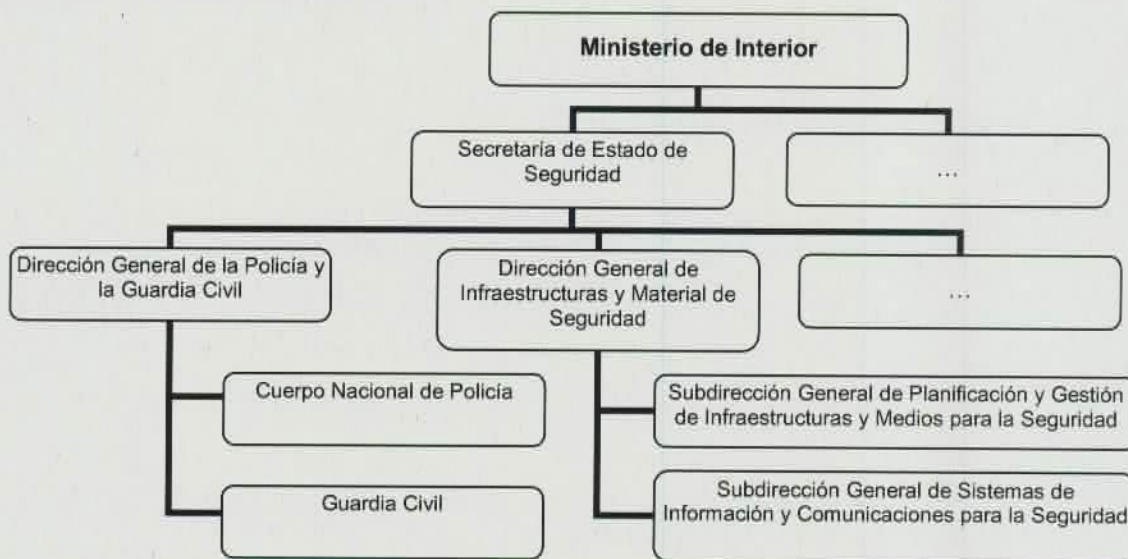 Ministerio de Interior
Secretaría de Estado de
Seguridad
...
Dirección General de la Policía y
la Guardia Civil
Dirección General de
Infraestructuras y Material de
Seguridad
...
Cuerpo Nacional de Policía
Guardia Civil
Subdirección General de Planificación y Gestión
de Infraestructuras y Medios para la Seguridad
Subdirección General de Sistemas de
Información y Comunicaciones para la Seguridad